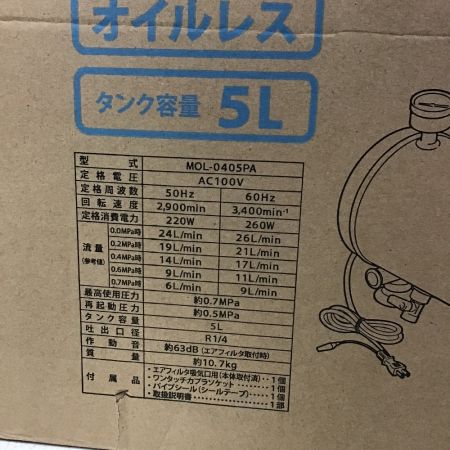 オイルレス
タンク容量 5L
型式 MOL-0405PA
定格電圧 AC100V
定格周波数 50Hz 60Hz
回転速度 2,900min 3,400min⁻¹
定格消費電力 220W 260W
流量(参考値) 0.0MPa時 24L/min 26L/min
0.2MPa時 19L/min 21L/min
0.4MPa時 14L/min 17L/min
0.6MPa時 9L/min 11L/min
0.7MPa時 6L/min 9L/min
最高使用圧力 約0.7MPa
再起動圧力 約0.5MPa
タンク容量 5L
吐出口径 R1/4
作動音 約63dB(エアフィルタ取付時)
質量 約10.7kg
付属品 ・エアフィルタ吸気口用(本体取付済)‥1個
・ワンタッチカプラソケット‥‥1個
・パイプシール(シールテープ)‥‥1個
・取扱説明書‥‥1部